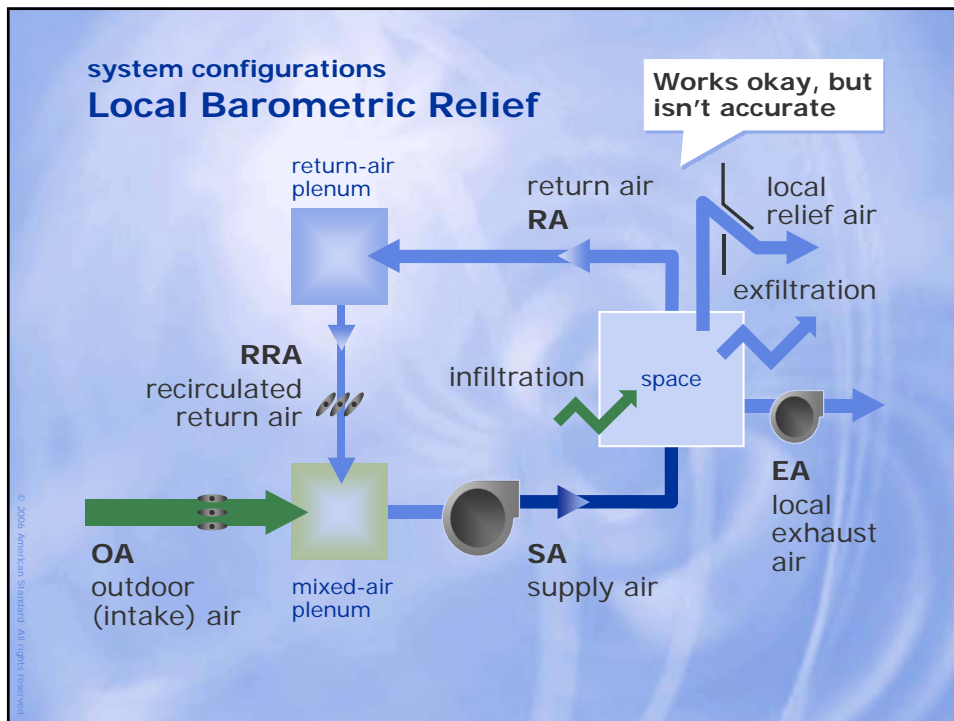 system configurations
Local Barometric Relief
Works okay, but
isn't accurate
return-air
plenum
return air
RA
local
relief air
exfiltration
RRA
recirculated
return air
infiltration
space
OA
outdoor
(intake) air
mixed-air
plenum
SA
supply air
EA
local
exhaust
air
© 2006 American Standard All rights reserved